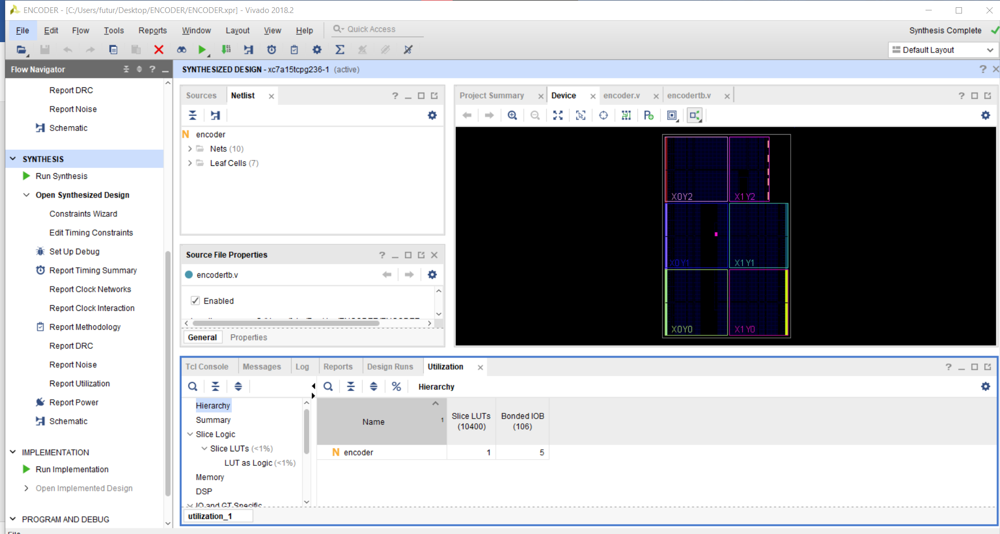 ENCODER - [C:/Users/futur/Desktop/ENCODER/ENCODER.xpr] - Vivado 2018.2
File Edit Flow Tools Reports Window Layout View Help Quick Access
Synthesis Complete
Default Layout
Flow Navigator
Report DRC
Report Noise
Schematic
SYNTHESIS
Run Synthesis
Open Synthesized Design
Constraints Wizard
Edit Timing Constraints
Set Up Debug
Report Timing Summary
Report Clock Networks
Report Clock Interaction
Report Methodology
Report DRC
Report Noise
Report Utilization
Report Power
Schematic
IMPLEMENTATION
Run Implementation
Open Implemented Design
PROGRAM AND DEBUG
SYNTHESIZED DESIGN - xc7a15tcpg236-1 (active)
Sources Netlist
N encoder
Nets (10)
Leaf Cells (7)
Source File Properties
encodertb.v
Enabled
General Properties
Project Summary Device encoder.v encodertb.v
X0Y2 X1Y2
X0Y1 X1Y1
X0Y0 X1Y0
Tcl Console Messages Log Reports Design Runs Utilization
Hierarchy
Hierarchy
Summary
Slice Logic
Slice LUTs (<1%)
LUT as Logic (<1%)
Memory
DSP
IO and GT Specific
utilization_1
Name 1
Slice LUTs
(10400)
Bonded IOB
(106)
N encoder 1 5
File